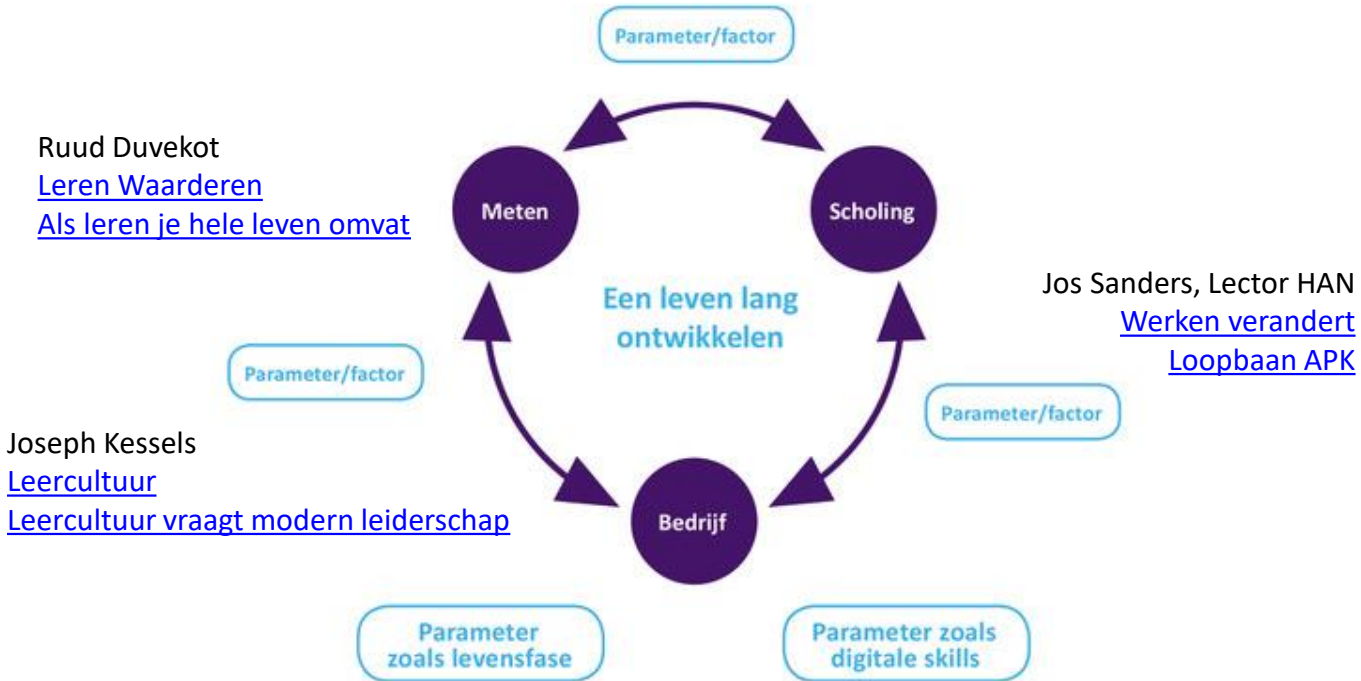 Parameter/factor
Ruud Duvekot
Leren Waarderen
Als leren je hele leven omvat
Meten
Scholing
Een leven lang
ontwikkelen
Jos Sanders, Lector HAN
Werken verandert
Loopbaan APK
Parameter/factor
Parameter/factor
Joseph Kessels
Leercultuur
Leercultuur vraagt modern leiderschap
Bedrijf
Parameter
zoals levensfase
Parameter zoals
digitale skills